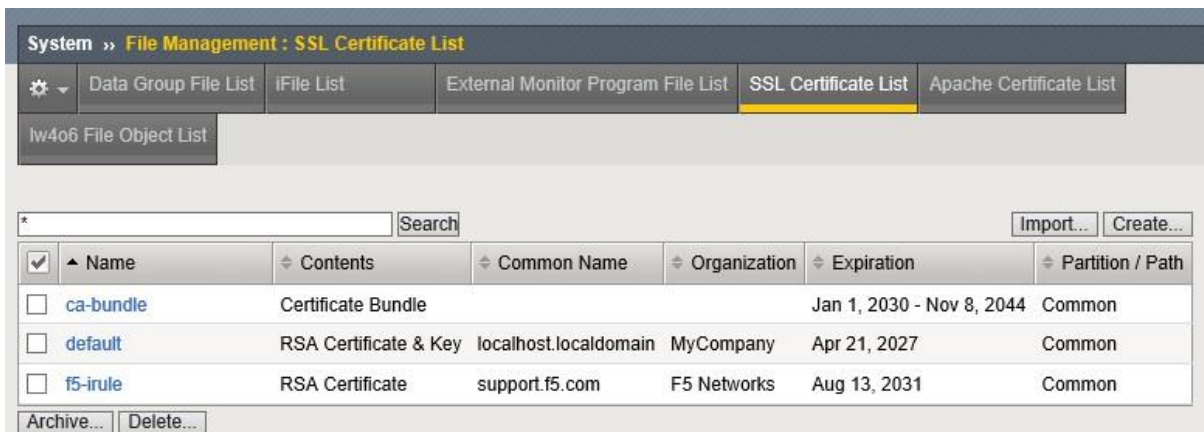 System ›› File Management : SSL Certificate List
Data Group File List iFile List External Monitor Program File List SSL Certificate List Apache Certificate List
lw4o6 File Object List
* Search Import... Create...
Name Contents Common Name Organization Expiration Partition / Path
ca-bundle Certificate Bundle Jan 1, 2030 - Nov 8, 2044 Common
default RSA Certificate & Key localhost.localdomain MyCompany Apr 21, 2027 Common
f5-irule RSA Certificate support.f5.com F5 Networks Aug 13, 2031 Common
Archive... Delete...